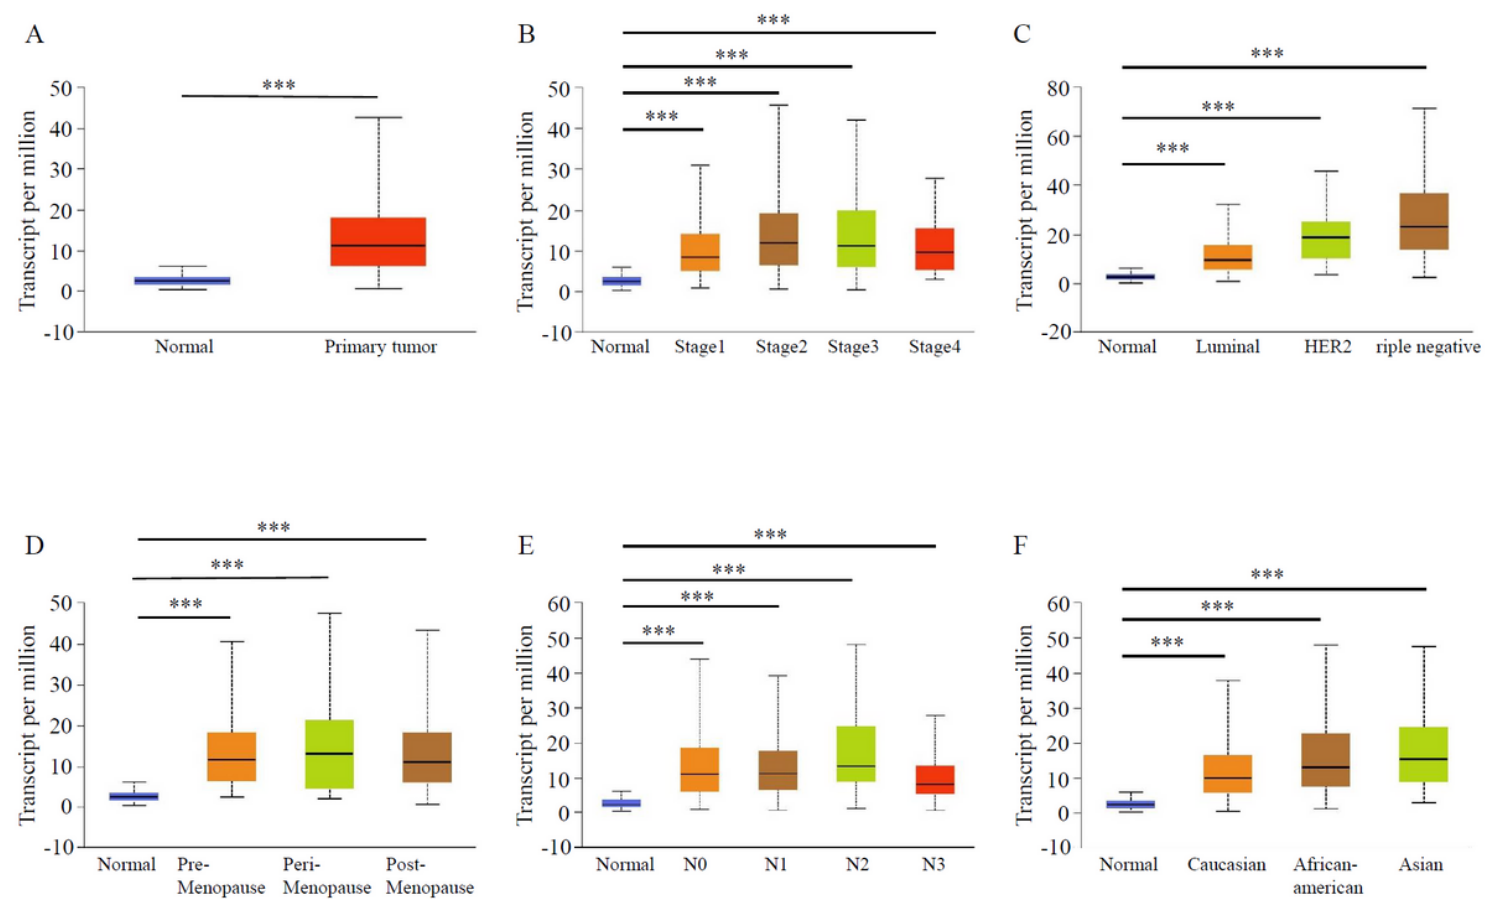 A
***
50
40
30
20
10
0
-10
Transcript per million
Normal
Primary tumor
B
***
***
***
***
50
40
30
20
10
0
-10
Transcript per million
Normal
Stage1
Stage2
Stage3
Stage4
C
***
***
***
80
60
40
20
0
-20
Transcript per million
Normal
Luminal
HER2
riple negative
D
***
***
***
50
40
30
20
10
0
-10
Transcript per million
Normal
Pre-
Menopause
Peri-
Menopause
Post-
Menopause
E
***
***
***
***
60
50
40
30
20
10
0
-10
Transcript per million
Normal
N0
N1
N2
N3
F
***
***
***
60
50
40
30
20
10
0
-10
Transcript per million
Normal
Caucasian
African-
american
Asian